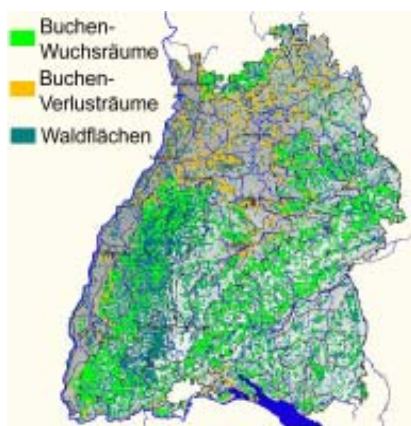 Buchen-
Wuchsräume
Buchen-
Verlusträume
Waldflächen